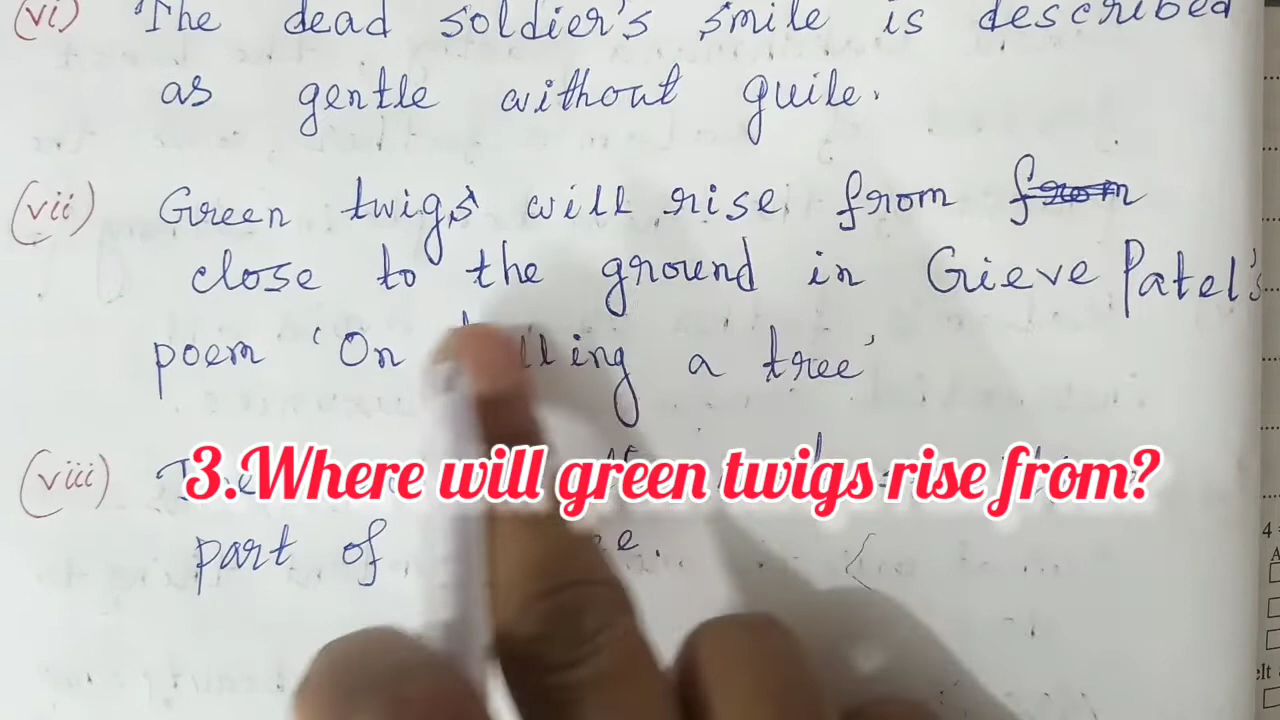 (vi) The dead soldier's smile is described
as gentle without guile.
(vii) Green twigs will rise from from
close to the ground in Gieve Patel's
poem 'On a tree'
(viii)
3.Where will green twigs rise from?
part of
4